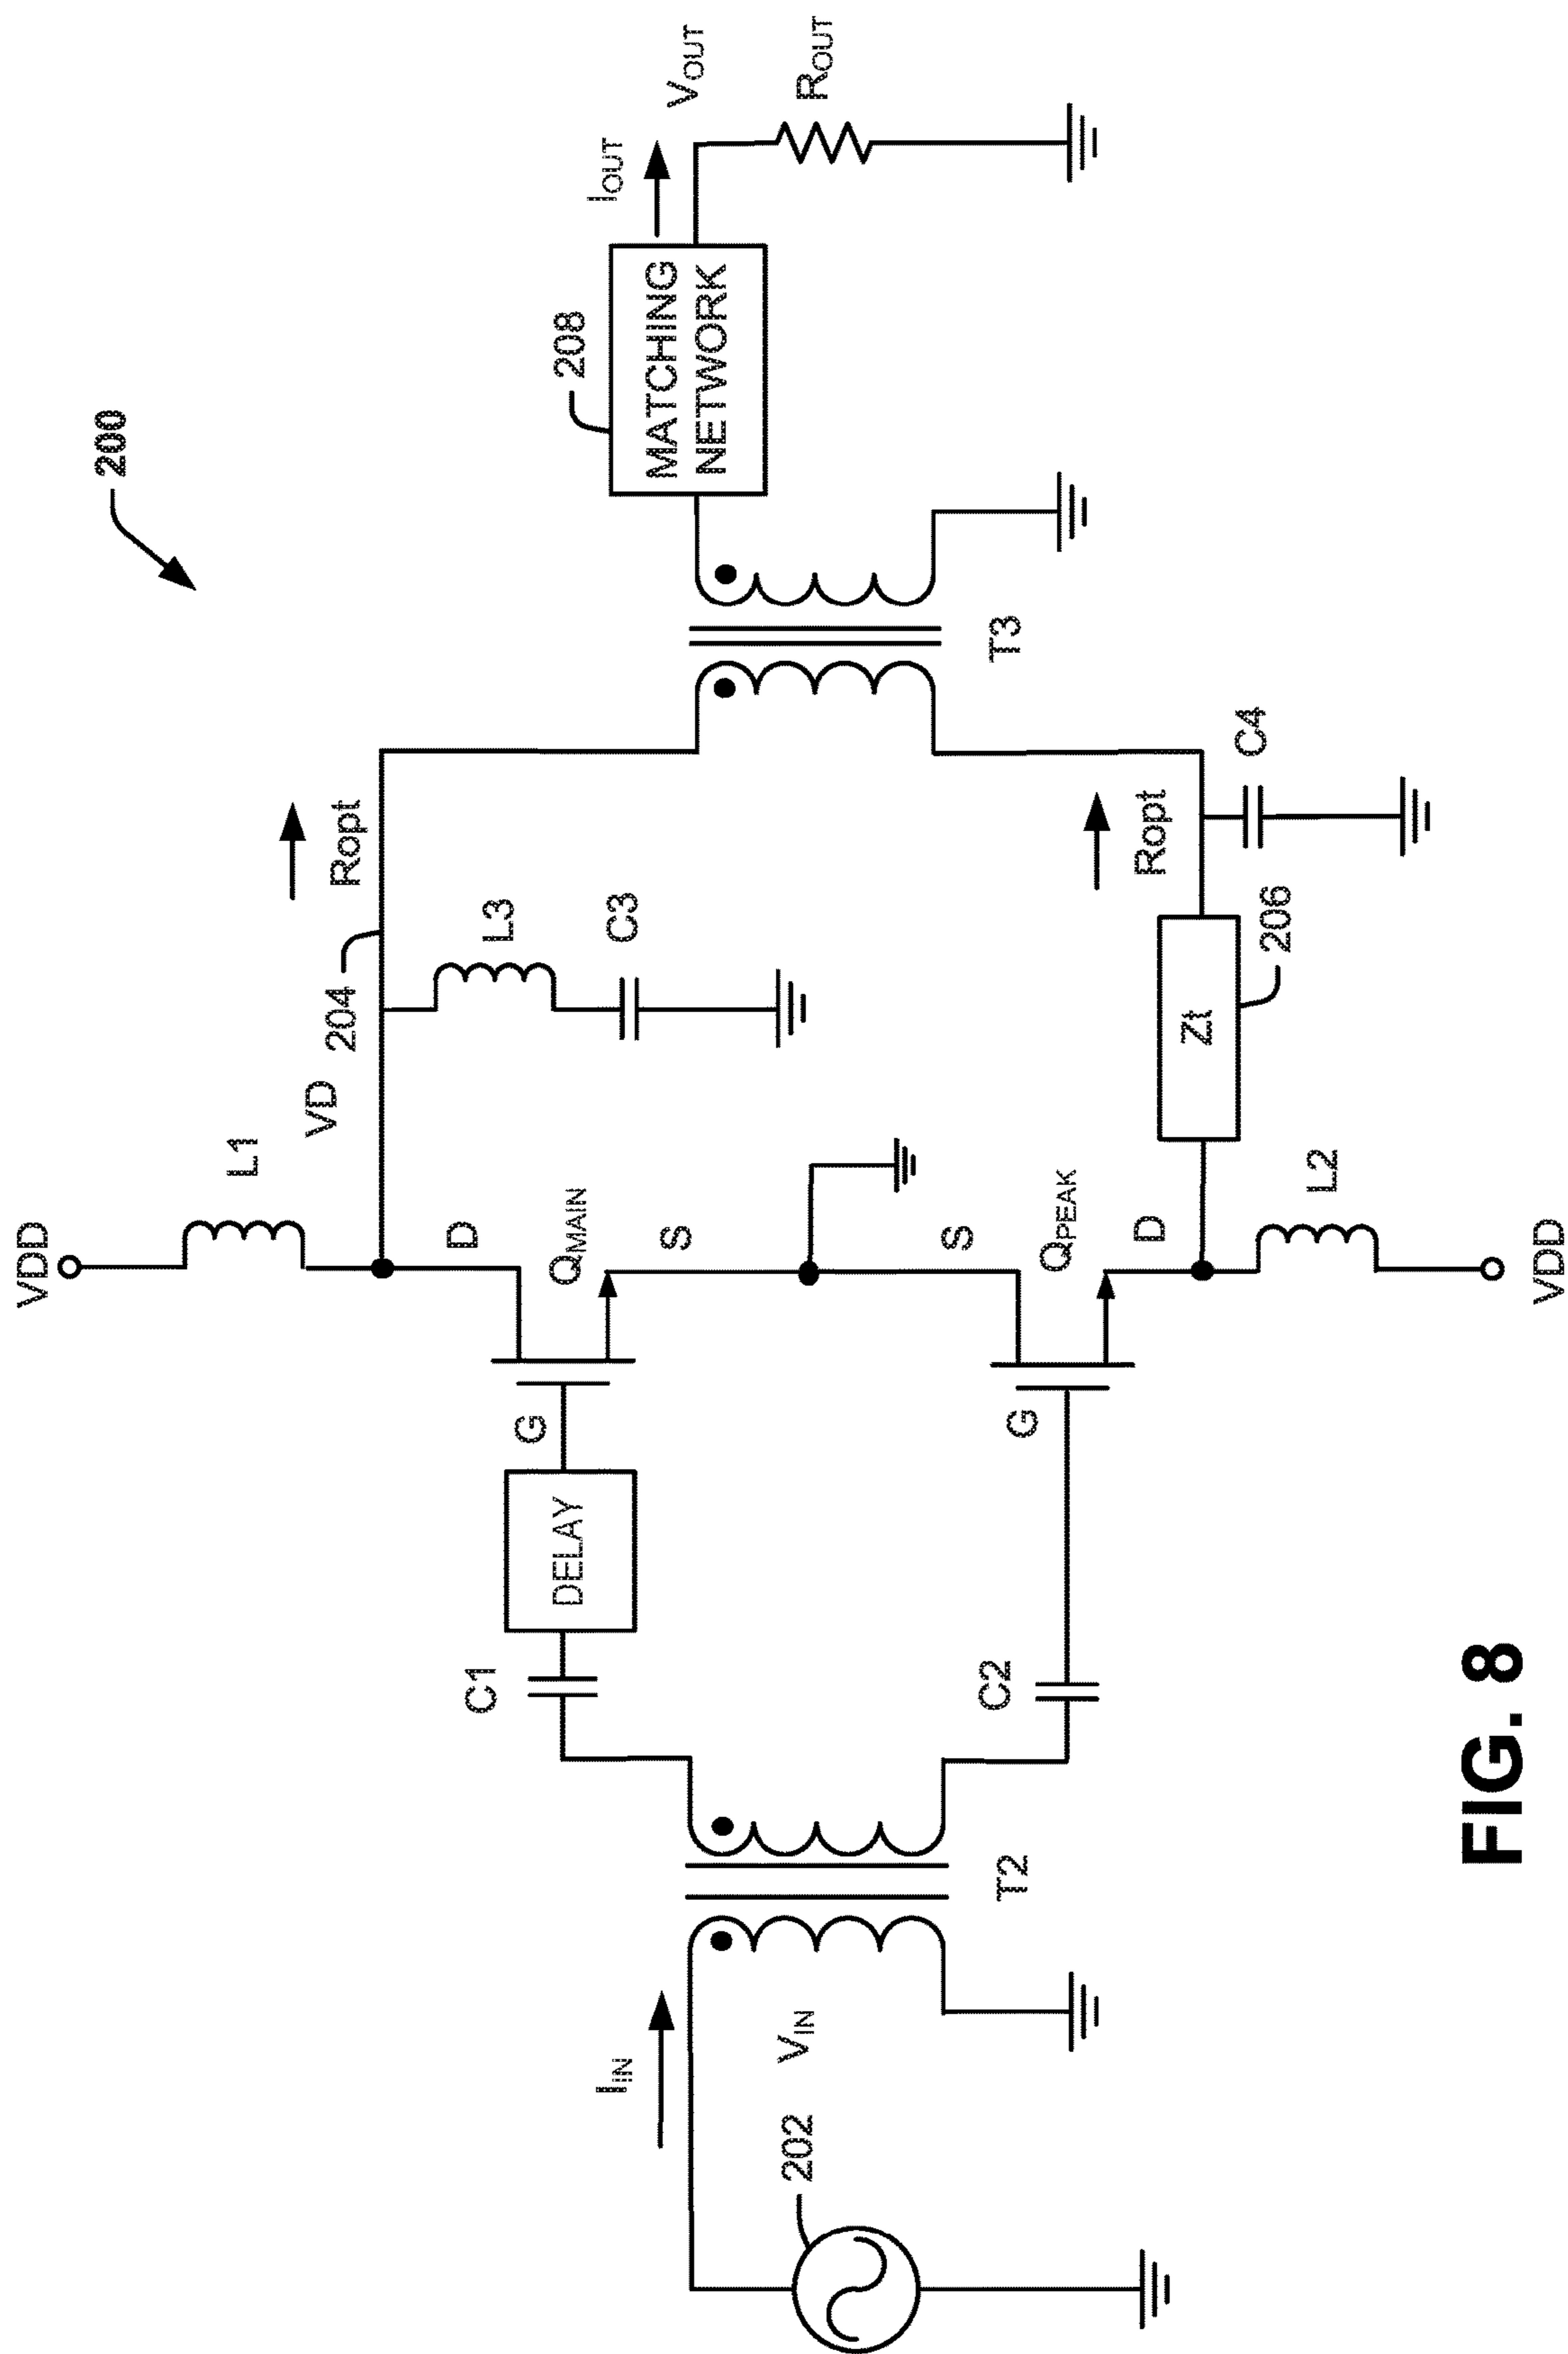 200
VDD
L1
VD
204
Ropt
L3
C3
D
QMAIN
S
G
DELAY
C1
IIN
VIN
202
T2
C2
G
S
QPEAK
D
L2
VDD
Zt
206
Ropt
C4
T3
208
MATCHING
NETWORK
IOUT
VOUT
ROUT
FIG. 8